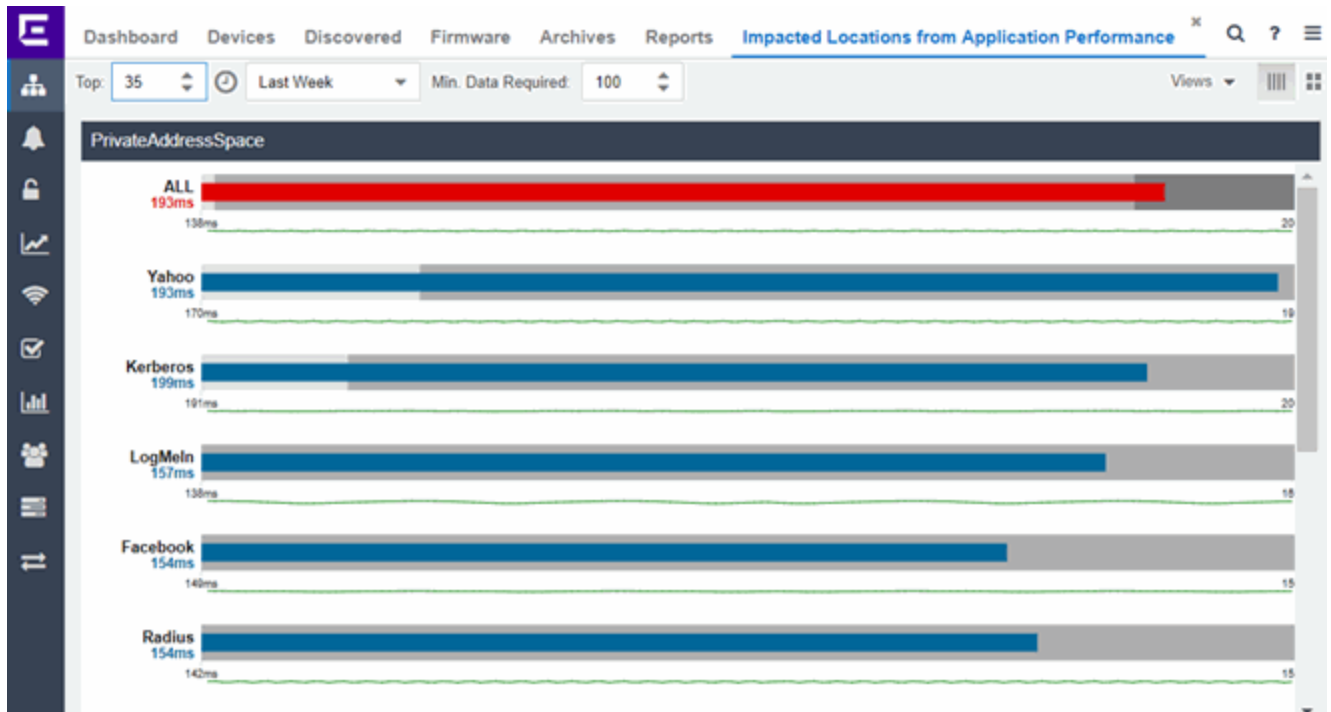 Dashboard Devices Discovered Firmware Archives Reports Impacted Locations from Application Performance
Top: 35 Last Week Min. Data Required: 100 Views
PrivateAddressSpace
ALL
193ms
138ms 20
Yahoo
193ms
170ms 19
Kerberos
199ms
191ms 20
LogMeIn
157ms
138ms 16
Facebook
154ms
149ms 15
Radius
154ms
142ms 15